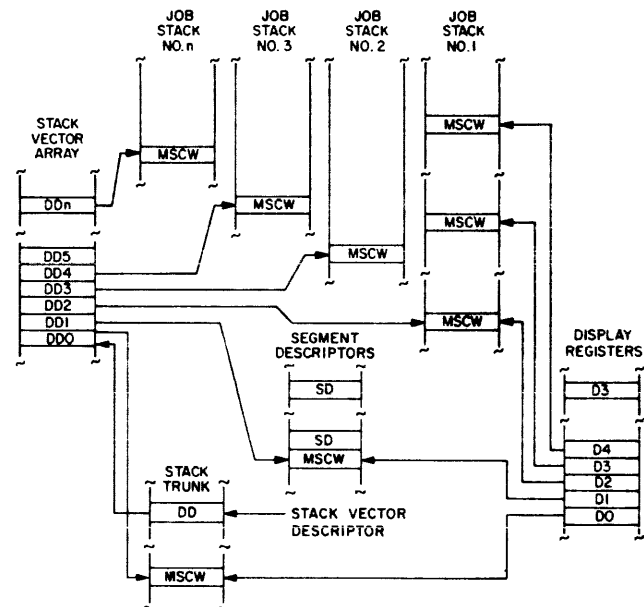 JOB
STACK
NO. n
JOB
STACK
NO. 3
JOB
STACK
NO. 2
JOB
STACK
NO. 1
STACK
VECTOR
ARRAY
MSCW
MSCW
DDn
MSCW
MSCW
MSCW
DD5
DD4
DD3
DD2
DD1
DD0
MSCW
SEGMENT
DESCRIPTORS
SD
SD
MSCW
DISPLAY
REGISTERS
D3
D4
D3
D2
D1
D0
STACK
TRUNK
DD
STACK VECTOR
DESCRIPTOR
MSCW